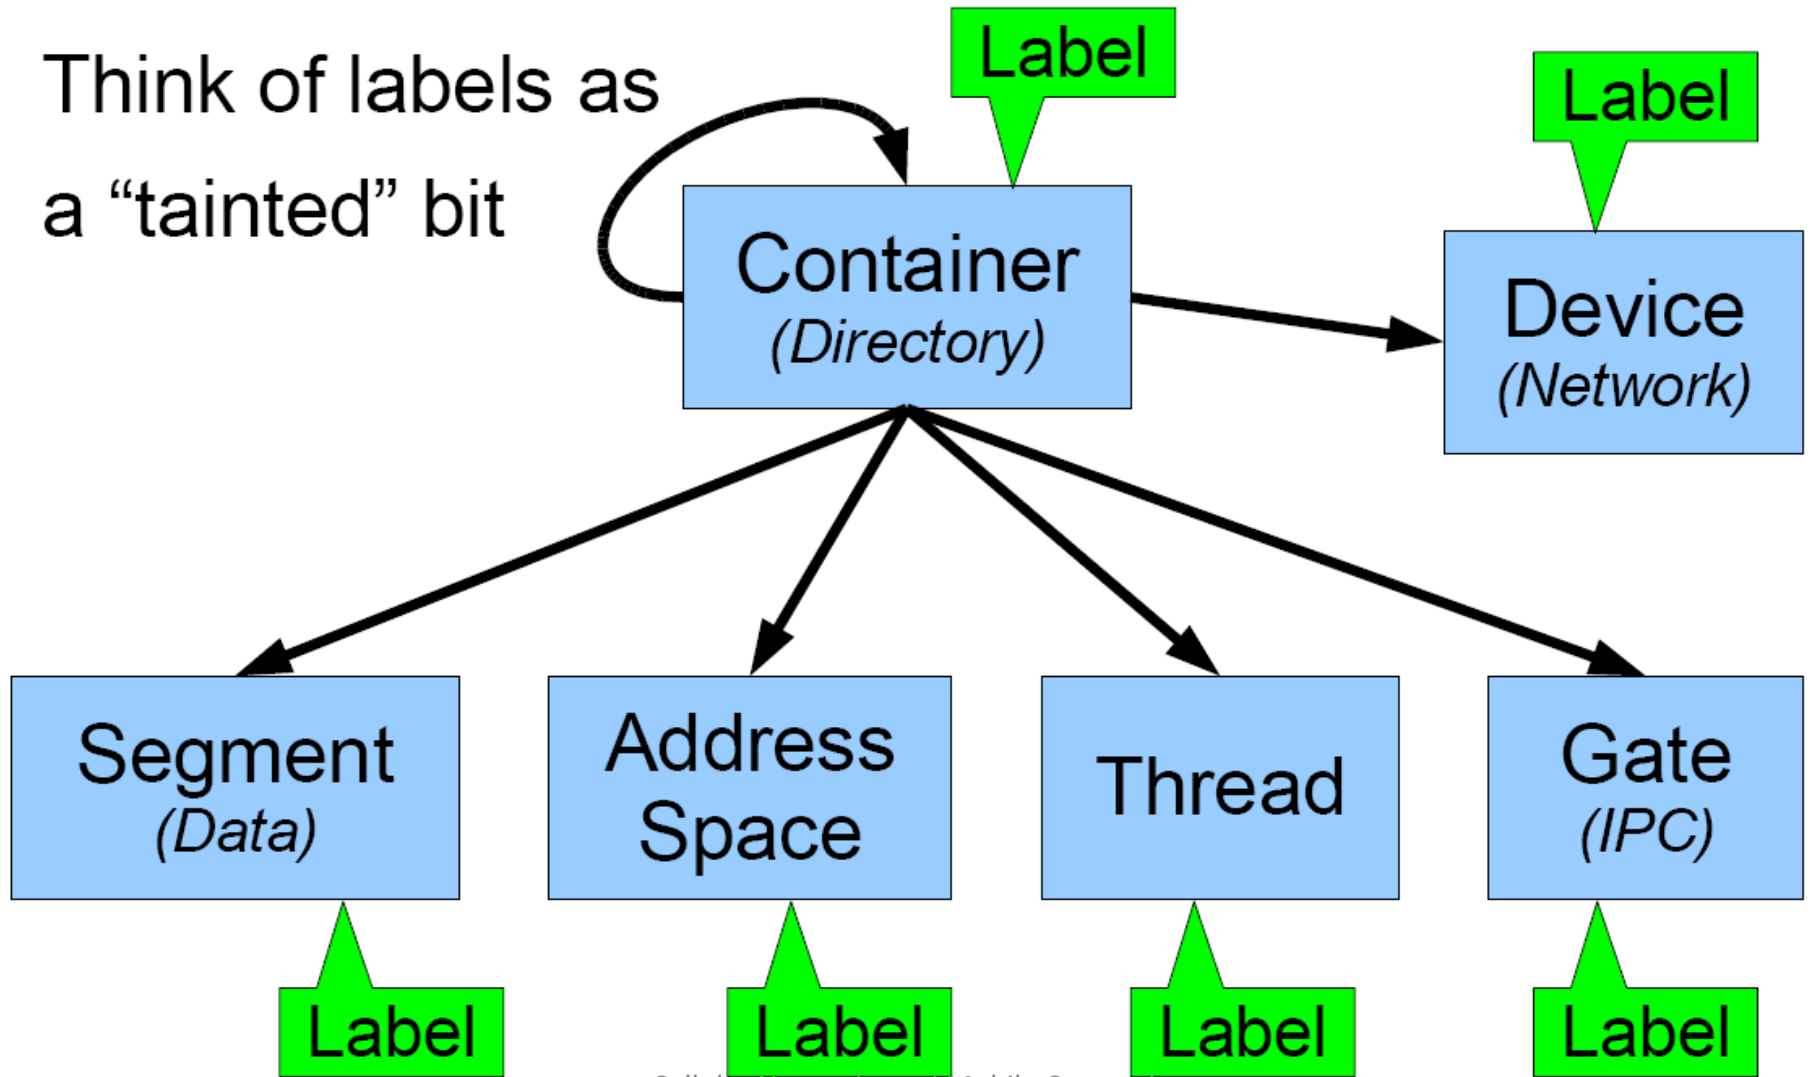 Think of labels as
a “tainted” bit
Label
Label
Container
(Directory)
Device
(Network)
Segment
(Data)
Address
Space
Thread
Gate
(IPC)
Label
Label
Label
Label